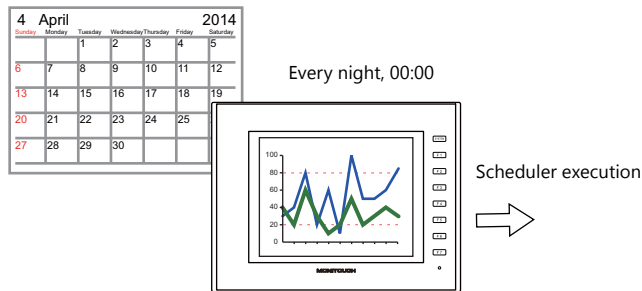 4 April 2014
Sunday Monday Tuesday Wednesday Thursday Friday Saturday
1 2 3 4 5
6 7 8 9 10 11 12
13 14 15 16 17 18 19
20 21 22 23 24 25
27 28 29 30
Every night, 00:00
100
80
60
40
20
0
Scheduler execution
MONITOUCH